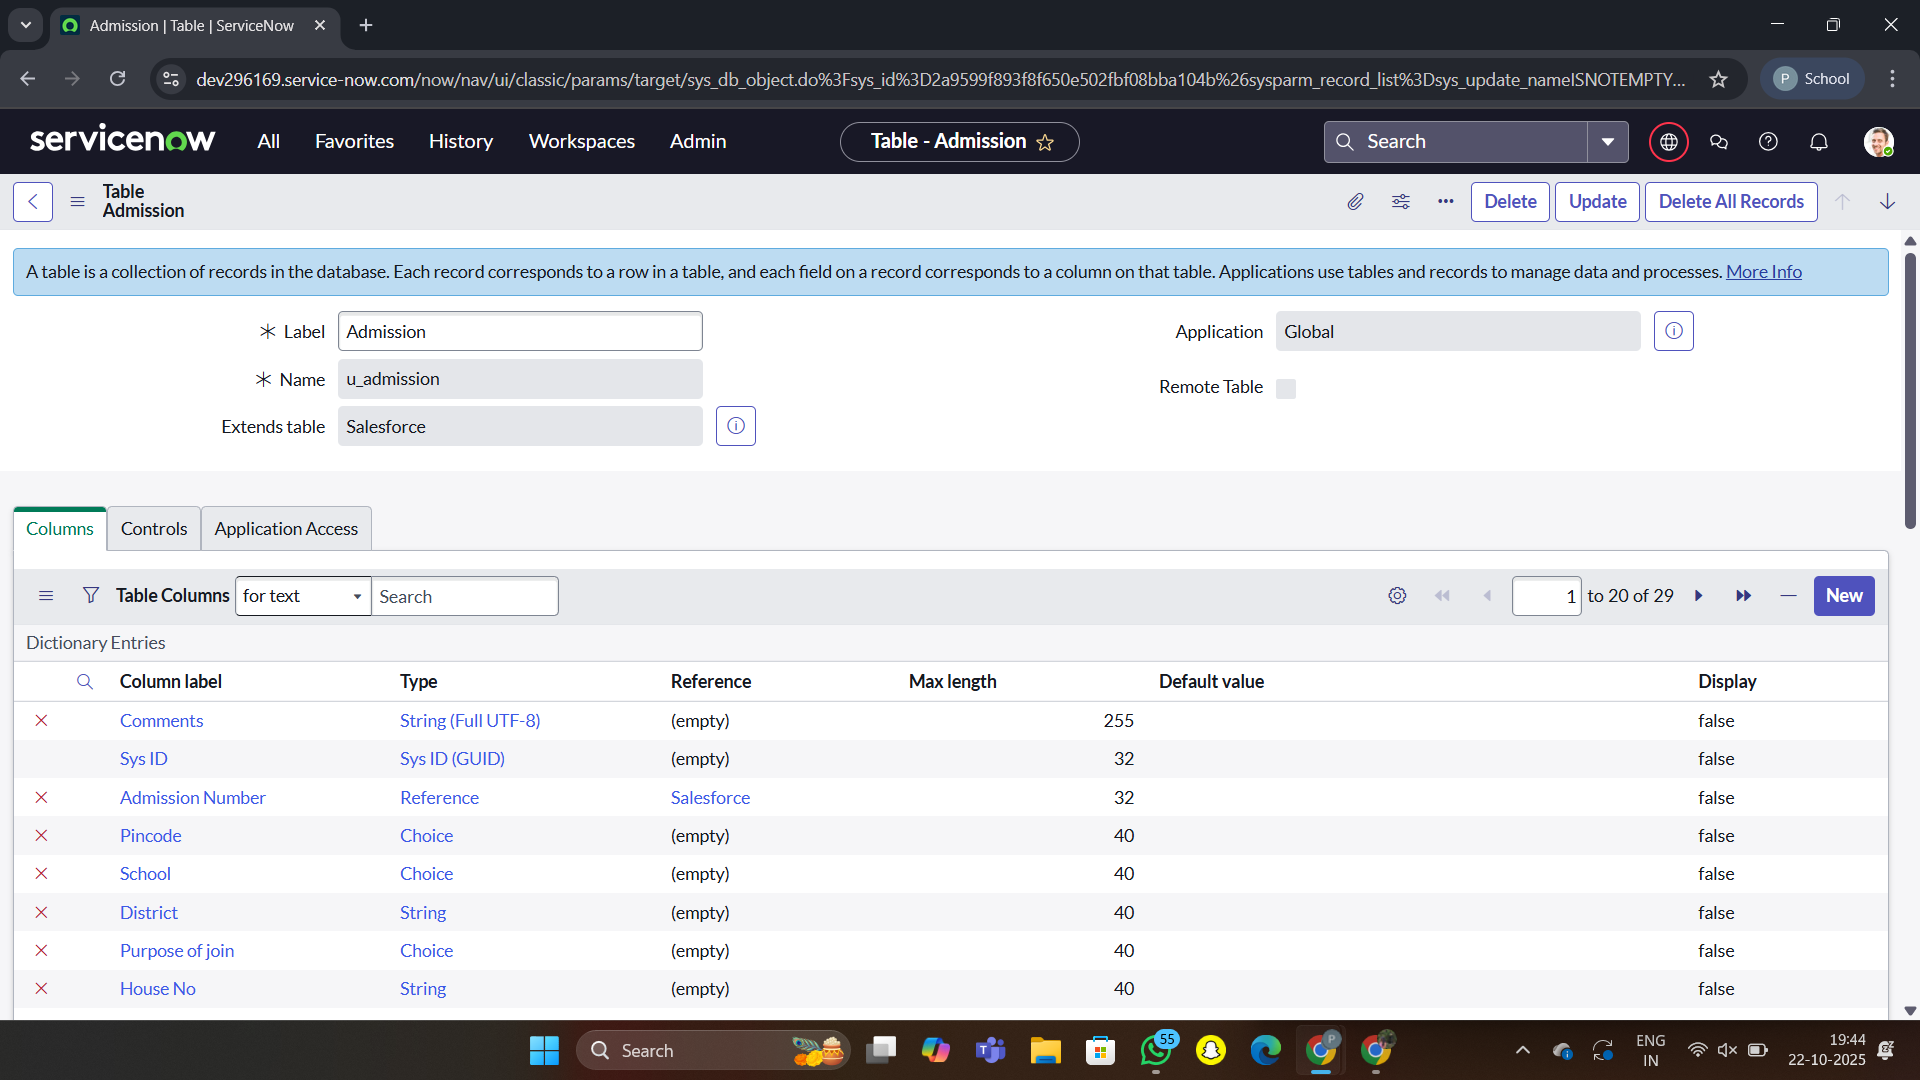 Admission | Table | ServiceNow
dev296169.service-now.com/now/nav/ui/classic/params/target/sys_db_object.do%3Fsys_id%3D2a9599f893f8f650e502fbf08bba104b%26sysparm_record_list%3Dsys_update_nameISNOTEMPTY...
P School
servicenow All Favorites History Workspaces Admin Table - Admission Search
Table
Admission
Delete Update Delete All Records
A table is a collection of records in the database. Each record corresponds to a row in a table, and each field on a record corresponds to a column on that table. Applications use tables and records to manage data and processes. More Info
Label Admission Application Global
Name u_admission Remote Table
Extends table Salesforce
Columns Controls Application Access
Table Columns for text Search 1 to 20 of 29 New
Dictionary Entries
Column label Type Reference Max length Default value Display
Comments String (Full UTF-8) (empty) 255 false
Sys ID Sys ID (GUID) (empty) 32 false
Admission Number Reference Salesforce 32 false
Pincode Choice (empty) 40 false
School Choice (empty) 40 false
District String (empty) 40 false
Purpose of join Choice (empty) 40 false
House No String (empty) 40 false
Search 55 P ENG
IN
19:44
22-10-2025